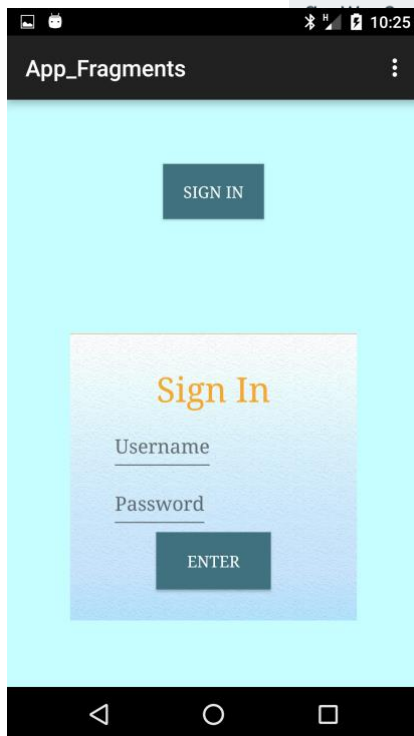 H 10:25
App_Fragments
SIGN IN
Sign In
Username
Password
ENTER